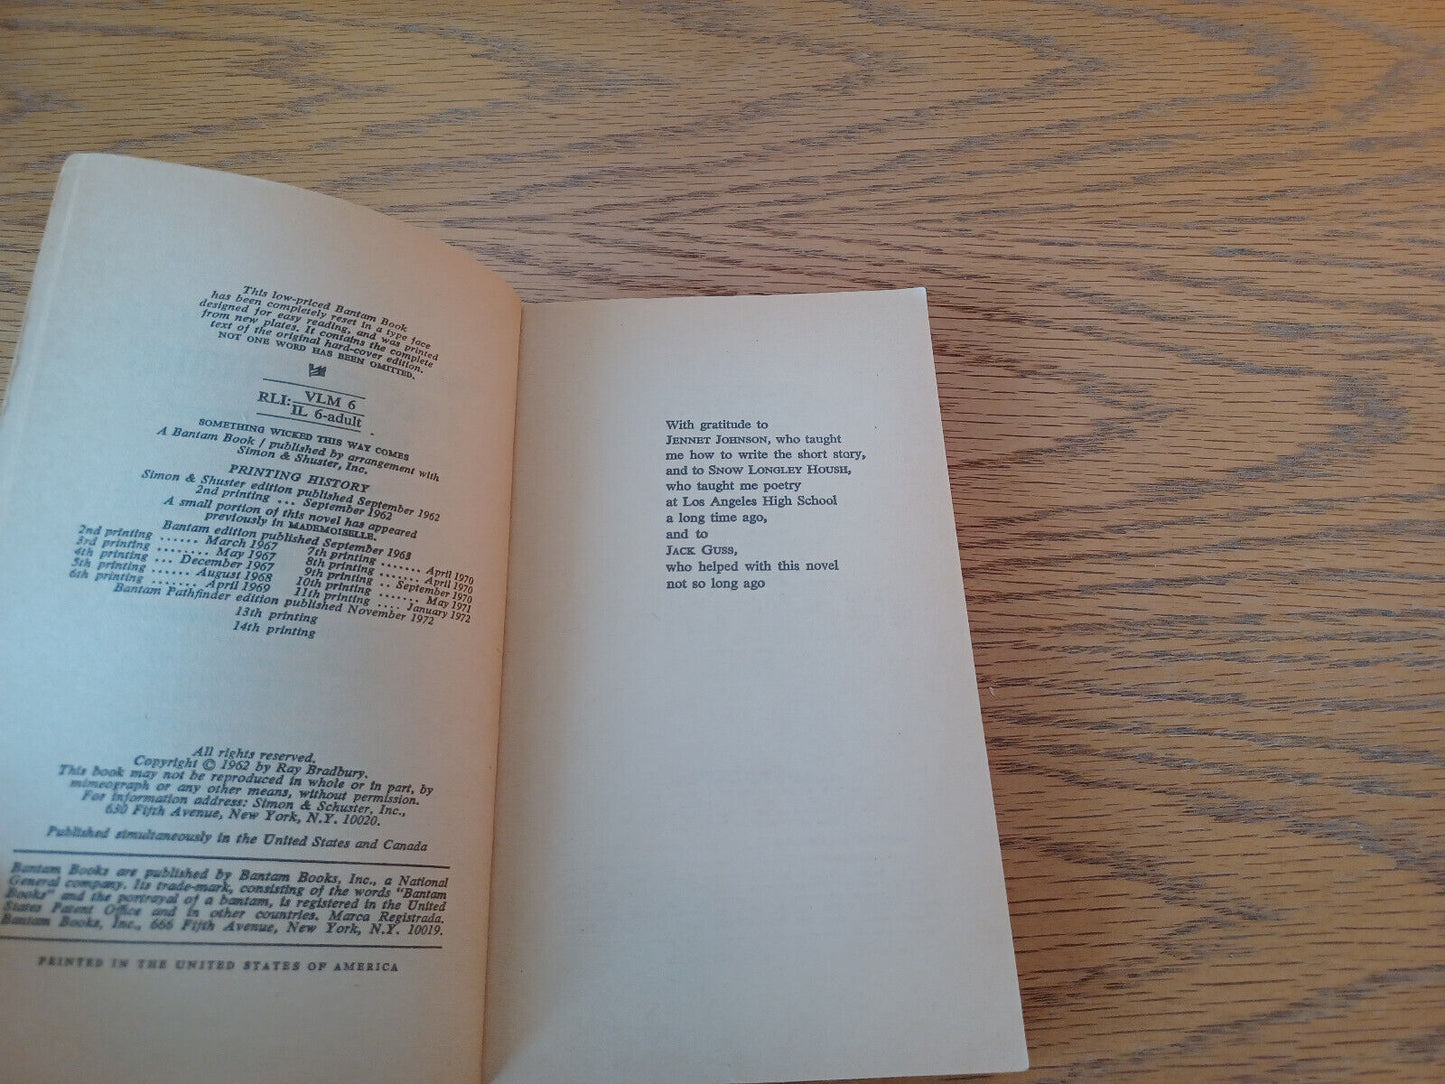 This low-priced Bantam Book
has been completely reset in a type face
designed for easy reading, and was printed
from new plates. It contains the complete
text of the original hard-cover edition.
NOT ONE WORD HAS BEEN OMITTED.
RLI: VLM 6
IL 6-adult
SOMETHING WICKED THIS WAY COMES
A Bantam Book / published by arrangement with
Simon & Shuster, Inc.
PRINTING HISTORY
Simon & Shuster edition published September 1962
2nd printing ... September 1962
A small portion of this novel has appeared
previously in MADEMOISELLE.
Bantam edition published September 1963
2nd printing ...... March 1967
3rd printing ........ May 1967
4th printing ... December 1967
5th printing ...... August 1968
6th printing ....... April 1969
7th printing ....... April 1970
8th printing ....... April 1970
9th printing .. September 1970
10th printing ....... May 1971
11th printing .... January 1972
Bantam Pathfinder edition published November 1972
13th printing
14th printing
All rights reserved.
Copyright © 1962 by Ray Bradbury.
This book may not be reproduced in whole or in part, by
mimeograph or any other means, without permission.
For information address: Simon & Schuster, Inc.,
630 Fifth Avenue, New York, N.Y. 10020.
Published simultaneously in the United States and Canada
Bantam Books are published by Bantam Books, Inc., a National
General company. Its trade-mark, consisting of the words "Bantam
Books" and the portrayal of a bantam, is registered in the United
States Patent Office and in other countries. Marca Registrada.
Bantam Books, Inc., 666 Fifth Avenue, New York, N.Y. 10019.
PRINTED IN THE UNITED STATES OF AMERICA
With gratitude to
JENNET JOHNSON, who taught
me how to write the short story,
and to SNOW LONGLEY HOUSH,
who taught me poetry
at Los Angeles High School
a long time ago,
and to
JACK GUSS,
who helped with this novel
not so long ago